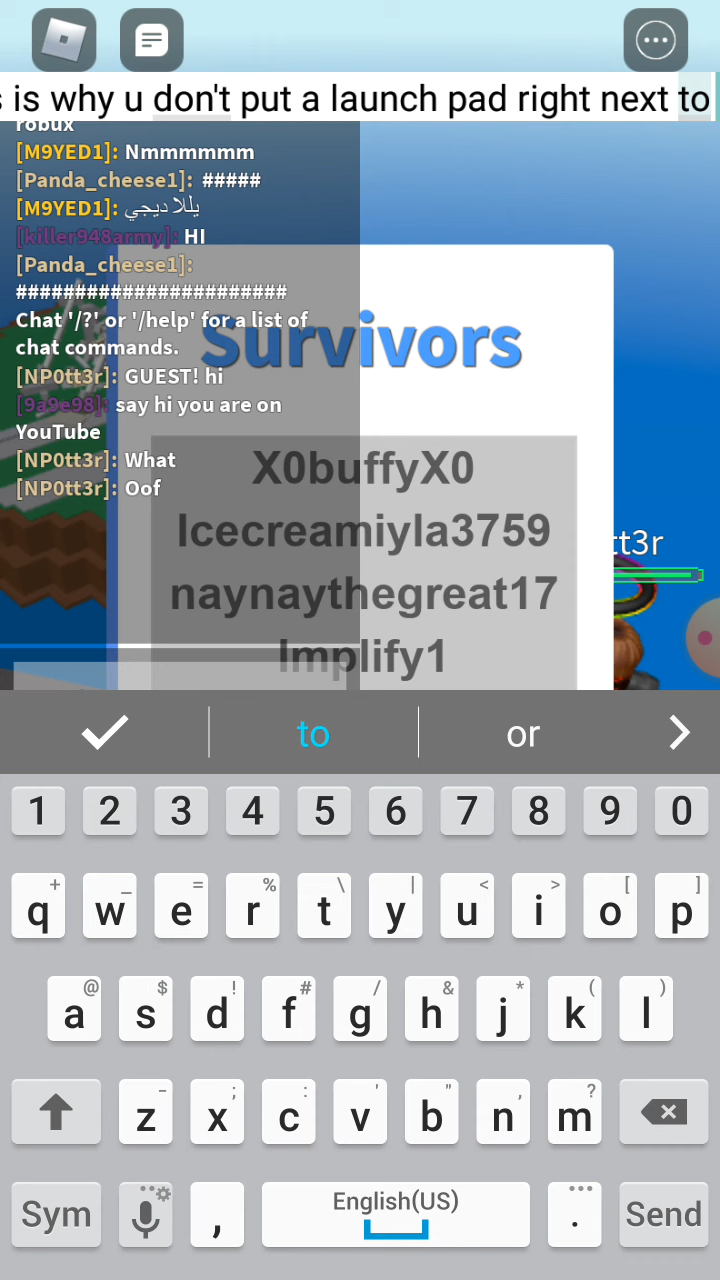 s is why u don't put a launch pad right next to
robux
[M9YED1]: Nmmmmmm
[Panda_cheese1]: #####
[M9YED1]: يللا ديجي
[killer948army]: HI
[Panda_cheese1]:
#######################
Chat '/?' or '/help' for a list of
chat commands.
[NP0tt3r]: GUEST! hi
[9a9e98]: say hi you are on
YouTube
[NP0tt3r]: What
[NP0tt3r]: Oof
Survivors
X0buffyX0
Icecreamiyla3759
naynaythegreat17
Implify1
tt3r
to or
1 2 3 4 5 6 7 8 9 0
+ _ = % \ | < > [ ]
q w e r t y u i o p
@ $ ! # / & * ( )
a s d f g h j k l
- ; : ' " , ?
z x c v b n m
Sym , English(US) . Send